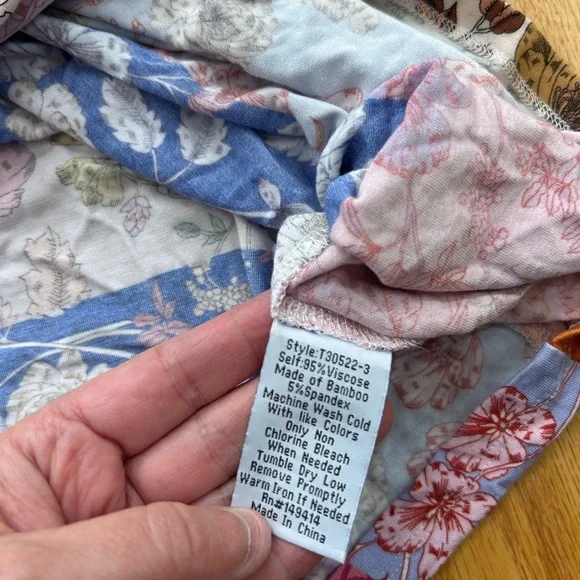 Style:T30522-3
Self:95%Viscose
Made of Bamboo
5%Spandex
Machine Wash Cold
With like Colors
Only Non
Chlorine Bleach
When Needed
Tumble Dry Low
Remove Promptly
Warm Iron If Needed
Rn#149414
Made In China